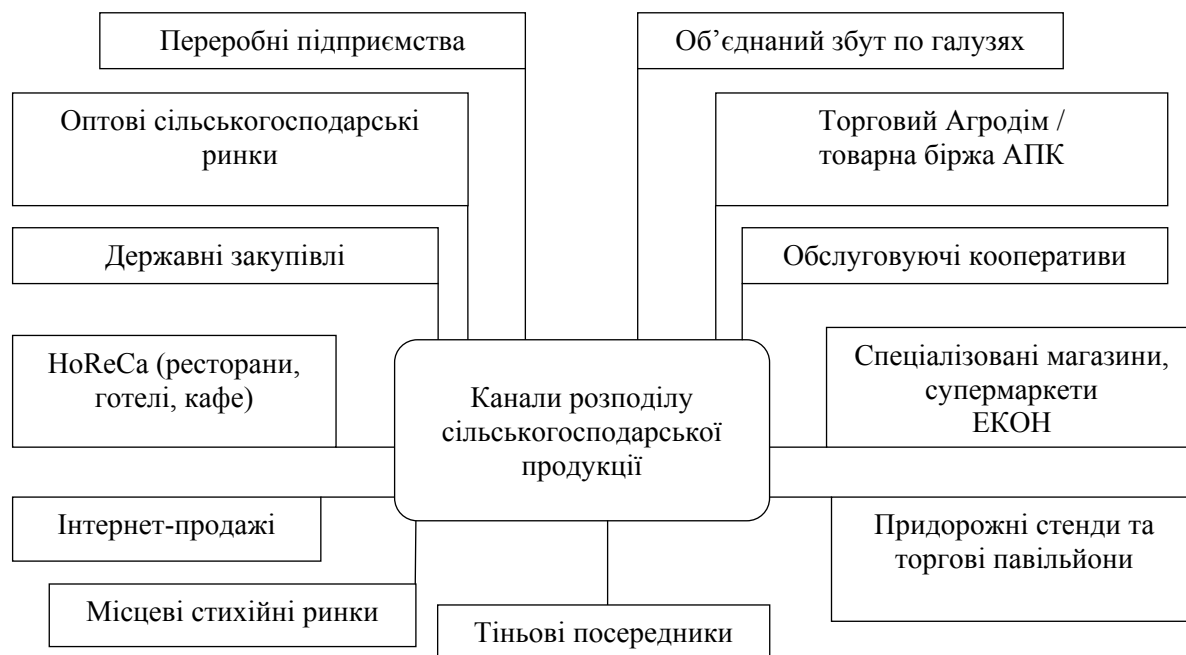 Переробні підприємства
Об’єднаний збут по галузях
Оптові сільськогосподарські
ринки
Торговий Агродім /
товарна біржа АПК
Державні закупівлі
Обслуговуючі кооперативи
HoReCa (ресторани,
готелі, кафе)
Канали розподілу
сільськогосподарської
продукції
Спеціалізовані магазини,
супермаркети
ЕКОН
Інтернет-продажі
Придорожні стенди та
торгові павільйони
Місцеві стихійні ринки
Тіньові посередники